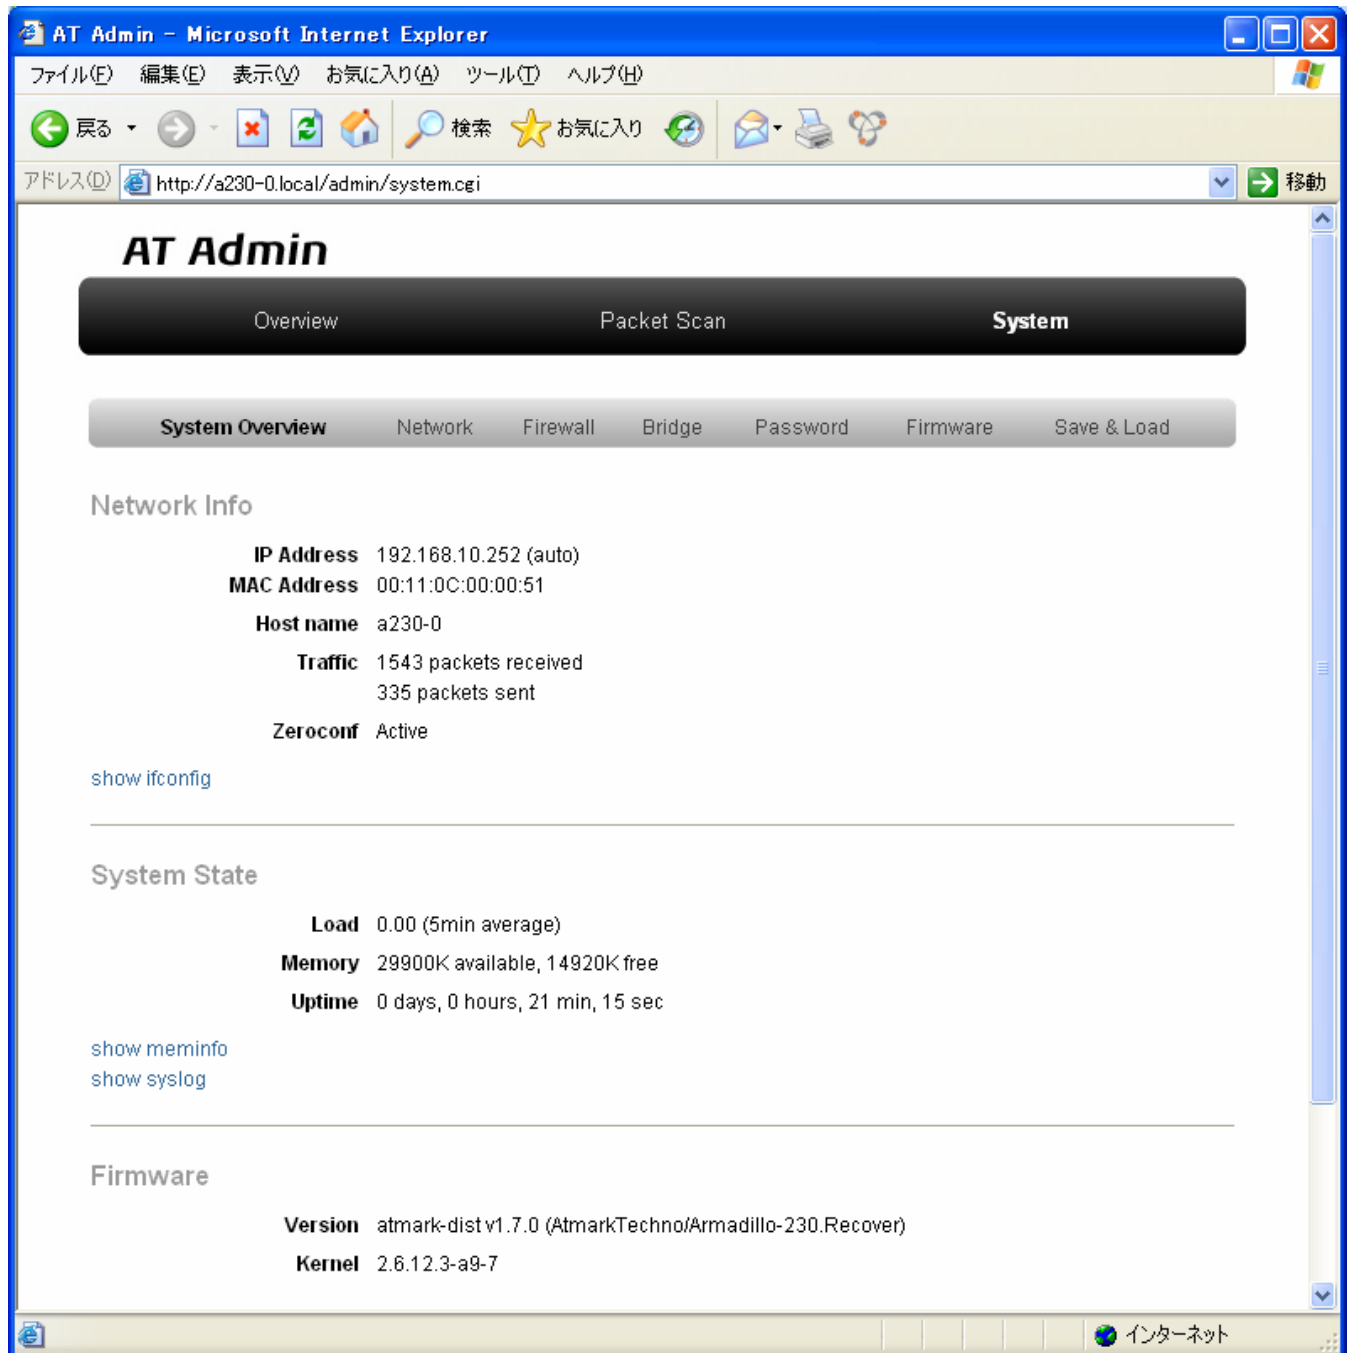 AT Admin - Microsoft Internet Explorer
ファイル(F) 編集(E) 表示(V) お気に入り(A) ツール(T) ヘルプ(H)
戻る 検索 お気に入り
アドレス(D) http://a230-0.local/admin/system.cgi 移動
AT Admin
Overview Packet Scan System
System Overview Network Firewall Bridge Password Firmware Save & Load
Network Info
IP Address 192.168.10.252 (auto)
MAC Address 00:11:0C:00:00:51
Host name a230-0
Traffic 1543 packets received
335 packets sent
Zeroconf Active
show ifconfig
System State
Load 0.00 (5min average)
Memory 29900K available, 14920K free
Uptime 0 days, 0 hours, 21 min, 15 sec
show meminfo
show syslog
Firmware
Version atmark-dist v1.7.0 (AtmarkTechno/Armadillo-230.Recover)
Kernel 2.6.12.3-a9-7
インターネット